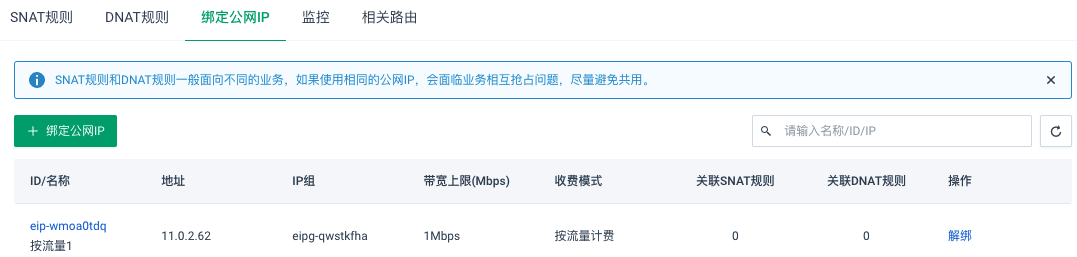 SNAT规则 DNAT规则 绑定公网IP 监控 相关路由
SNAT规则和DNAT规则一般面向不同的业务，如果使用相同的公网IP，会面临业务相互抢占问题，尽量避免共用。
绑定公网IP 请输入名称/ID/IP
ID/名称 地址 IP组 带宽上限(Mbps) 收费模式 关联SNAT规则 关联DNAT规则 操作
eip-wmoa0tdq
按流量1 11.0.2.62 eipg-qwstkfha 1Mbps 按流量计费 0 0 解绑